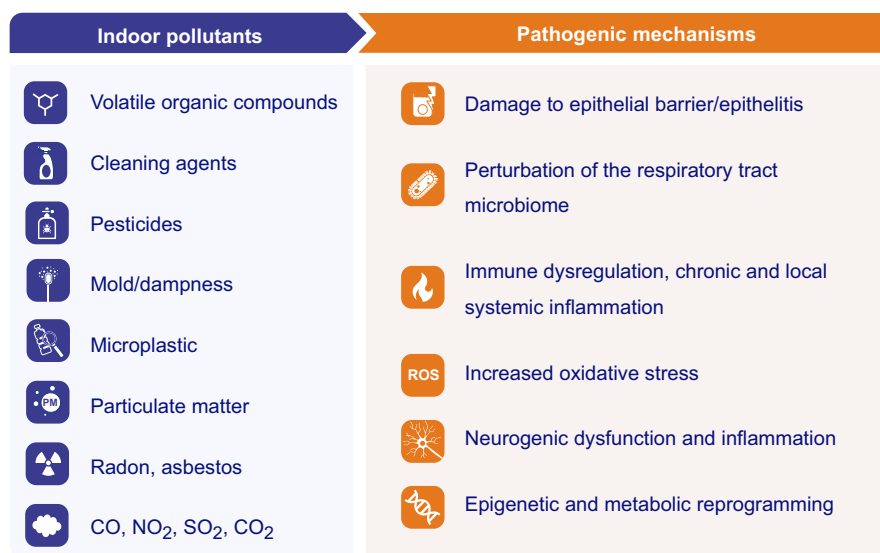 Indoor pollutants
Pathogenic mechanisms
Volatile organic compounds
Cleaning agents
Pesticides
Mold/dampness
Microplastic
PM
Particulate matter
Radon, asbestos
CO, NO₂, SO₂, CO₂
Damage to epithelial barrier/epithelitis
Perturbation of the respiratory tract
microbiome
Immune dysregulation, chronic and local
systemic inflammation
ROS
Increased oxidative stress
Neurogenic dysfunction and inflammation
Epigenetic and metabolic reprogramming